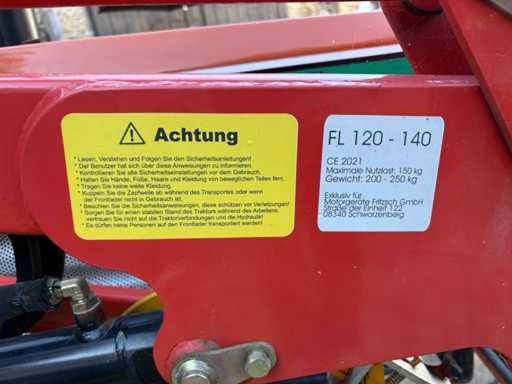 Achtung
* Lesen, Verstehen und Folgen Sie den Sicherheitsanleitungen!
* Der Benutzer hat sich über diese Anweisungen zu informieren.
* Kontrollieren Sie alle Sicherheitseinstellungen vor dem Gebrauch.
* Halten Sie Hände, Füße, Haare und Kleidung von beweglichen Teilen fern.
* Tragen Sie keine weite Kleidung.
* Kuppeln Sie die Zapfwelle ab während des Transportes oder wenn
der Frontlader nicht in Gebrauch ist.
* Beachten Sie die Sicherheitsanweisungen, diese schützen vor Verletzungen!
* Sorgen Sie für einen stabilen Stand des Traktors während des Arbeitens,
vertrauen Sie nicht auf die Traktorverbindungen und die Hydraulik!
* Es dürfen keine Personen auf den Frontlader transportiert werden!
FL 120 - 140
CE 2021
Maximale Nutzlast: 150 kg
Gewicht: 200 - 250 kg
Exklusiv für
Motorgeräte Fritzsch GmbH
Straße der Einheit 122
08340 Schwarzenberg